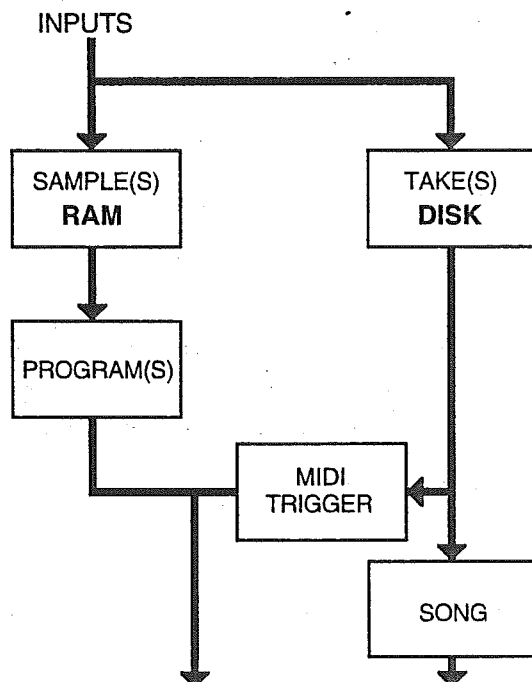 INPUTS
SAMPLE(S)
RAM
TAKE(S)
DISK
PROGRAM(S)
MIDI
TRIGGER
SONG